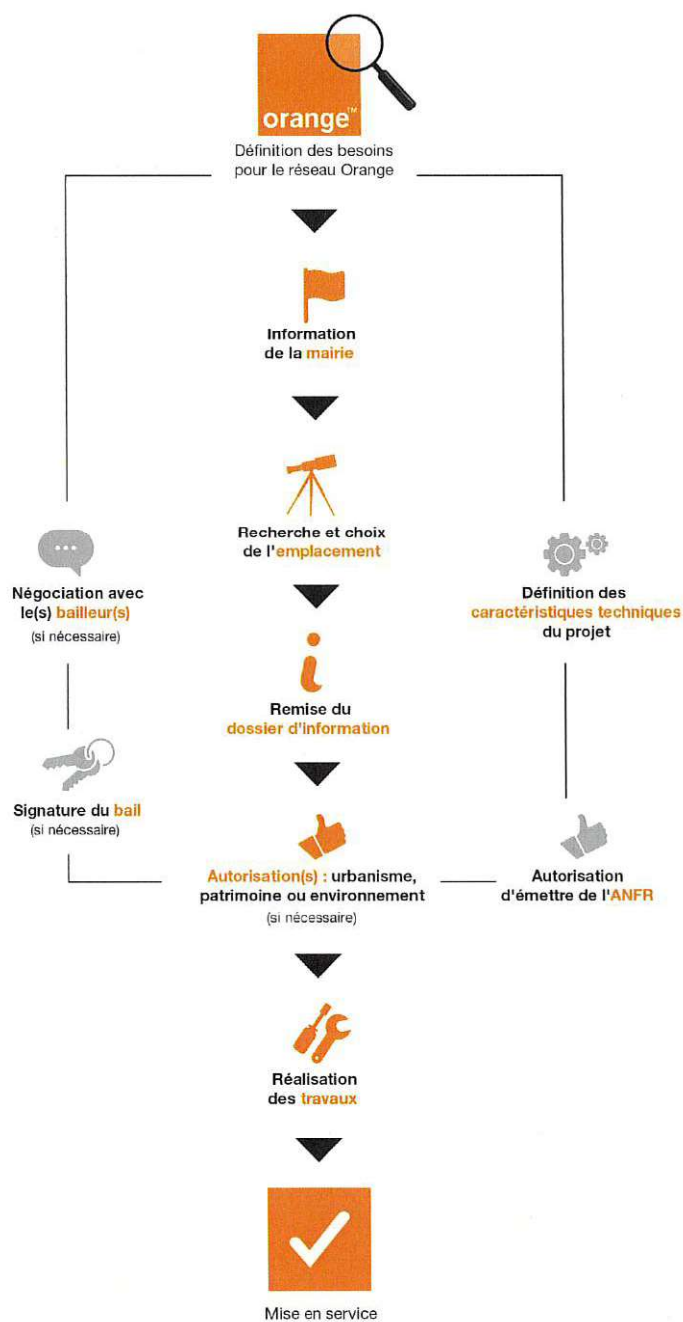 orange™
Définition des besoins
pour le réseau Orange
Information
de la mairie
Recherche et choix
de l'emplacement
Négociation avec
le(s) bailleur(s)
(si nécessaire)
Définition des
caractéristiques techniques
du projet
Remise du
dossier d'information
Signature du bail
(si nécessaire)
Autorisation(s) : urbanisme,
patrimoine ou environnement
(si nécessaire)
Autorisation
d'émettre de l'ANFR
Réalisation
des travaux
Mise en service